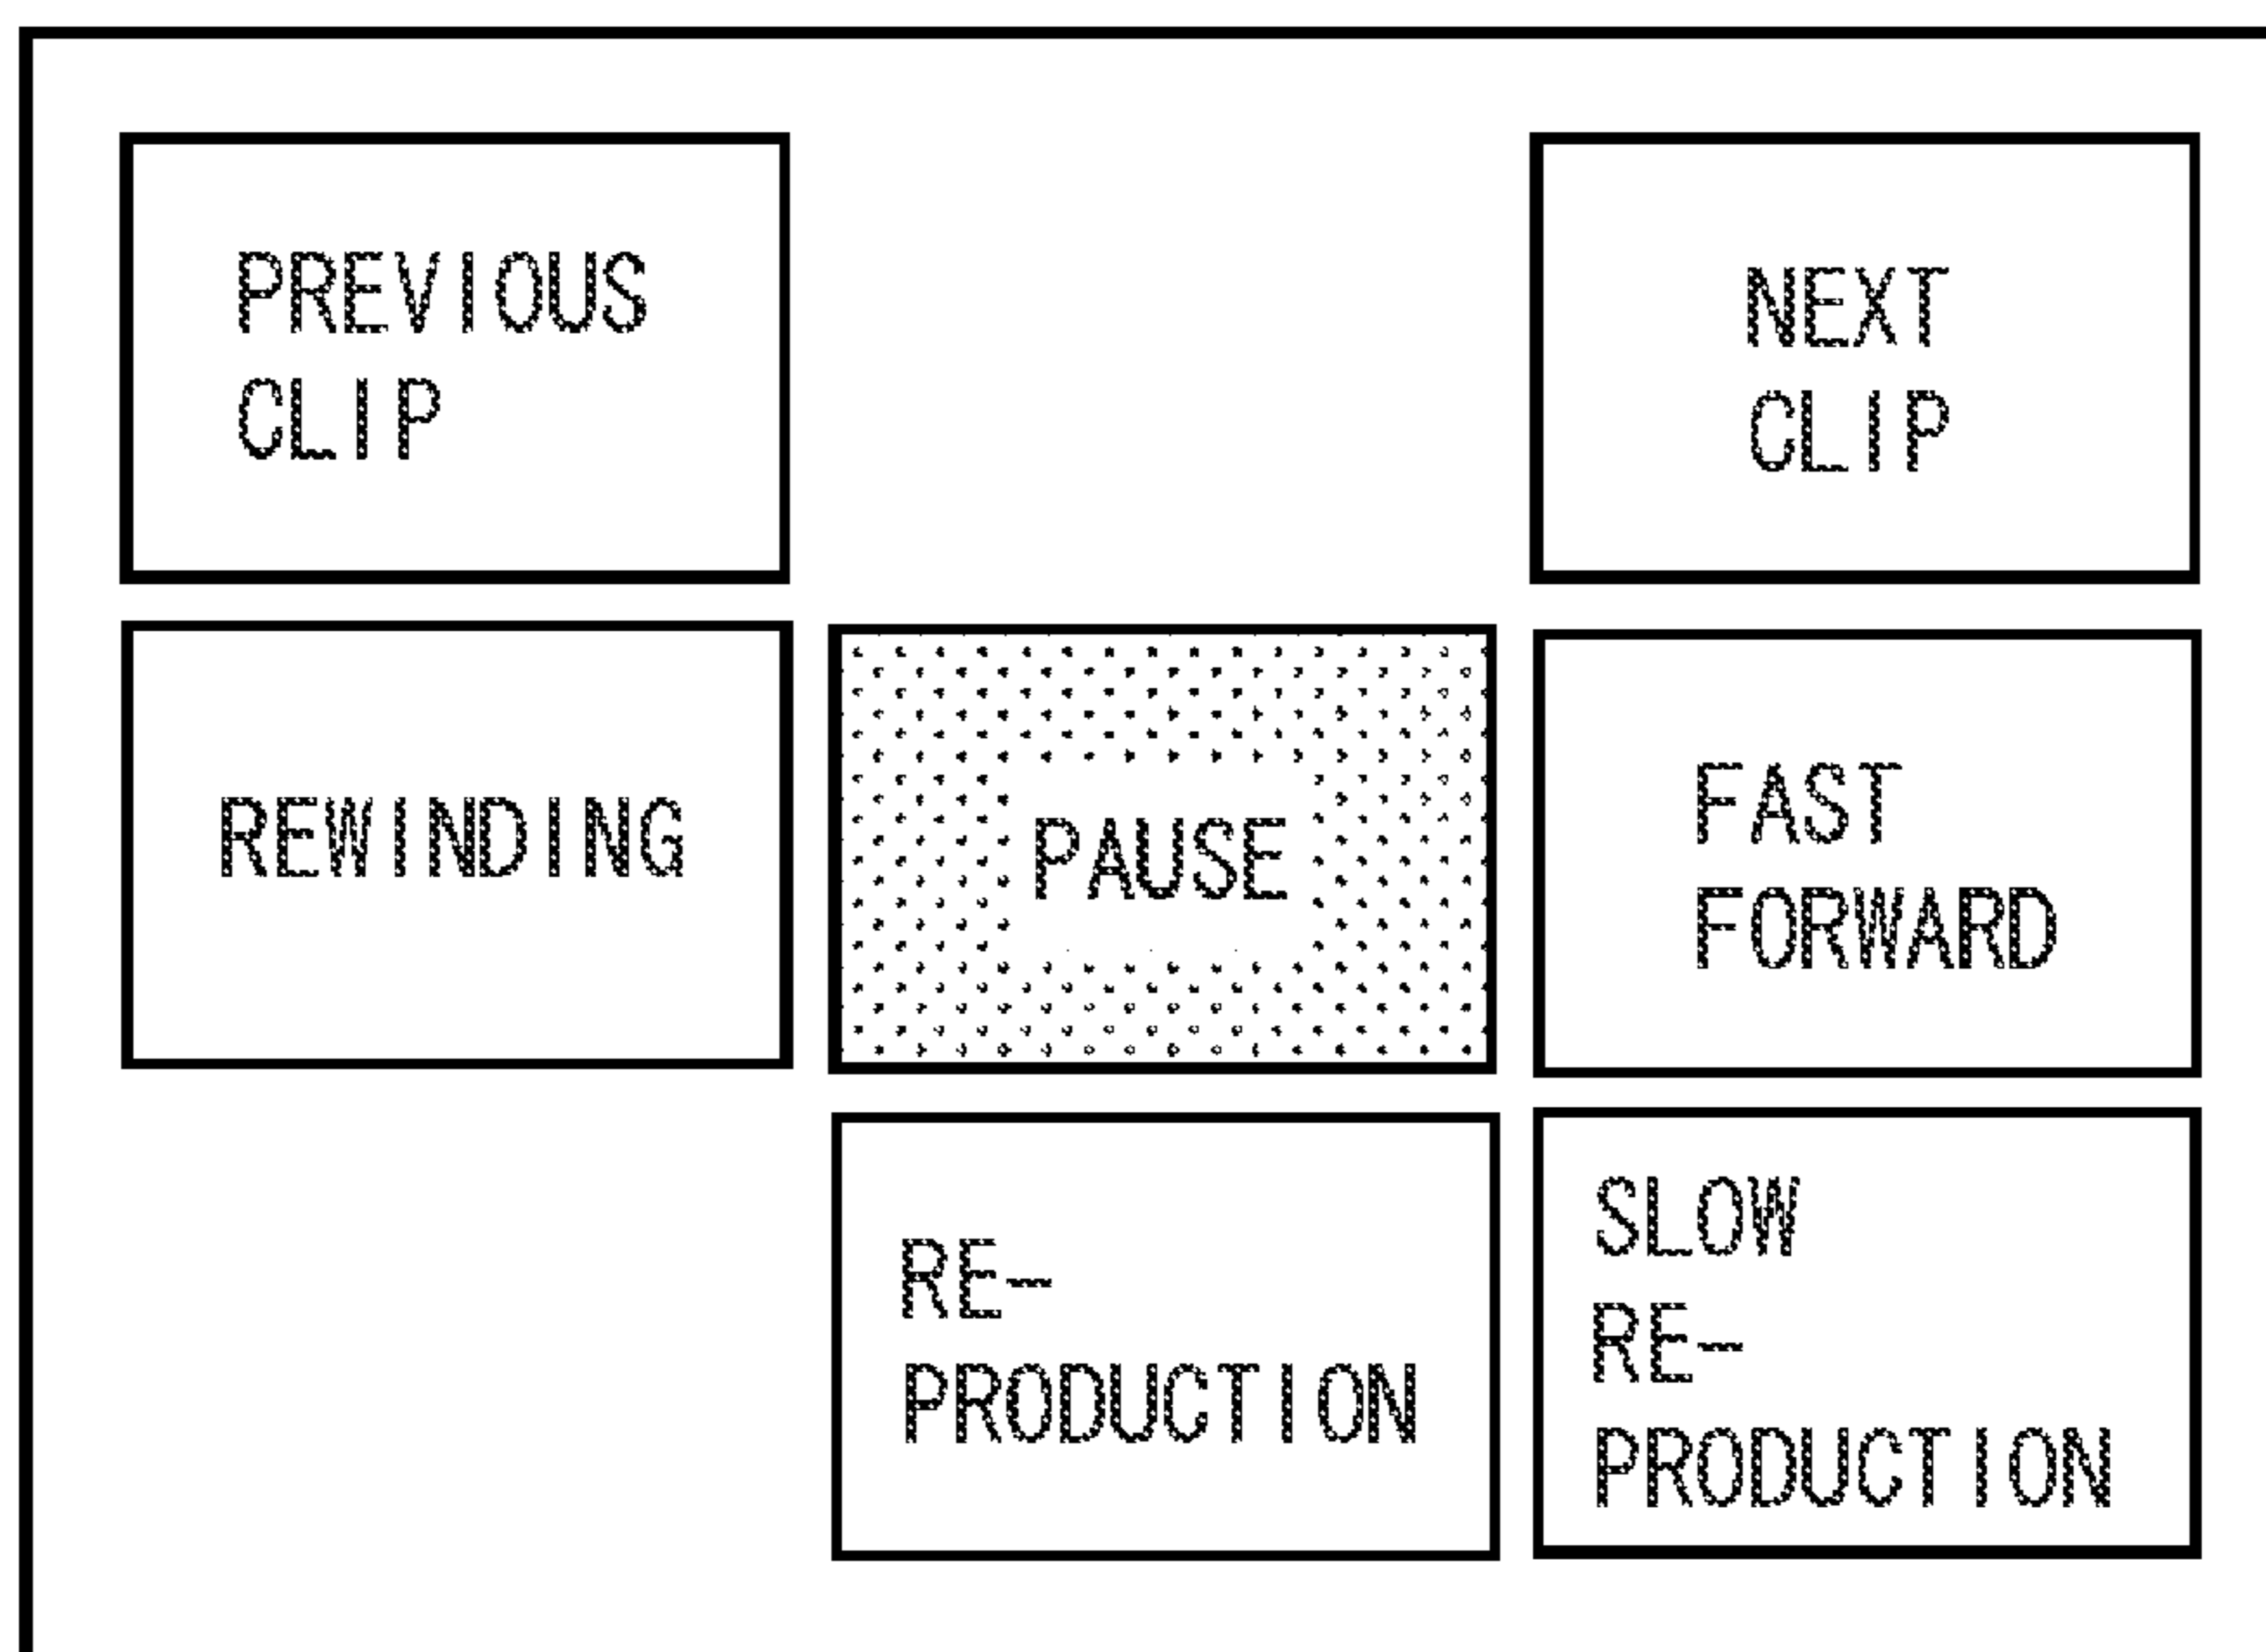 PREVIOUS
CLIP
NEXT
CLIP
REWINDING
PAUSE
FAST
FORWARD
RE-
PRODUCTION
SLOW
RE-
PRODUCTION